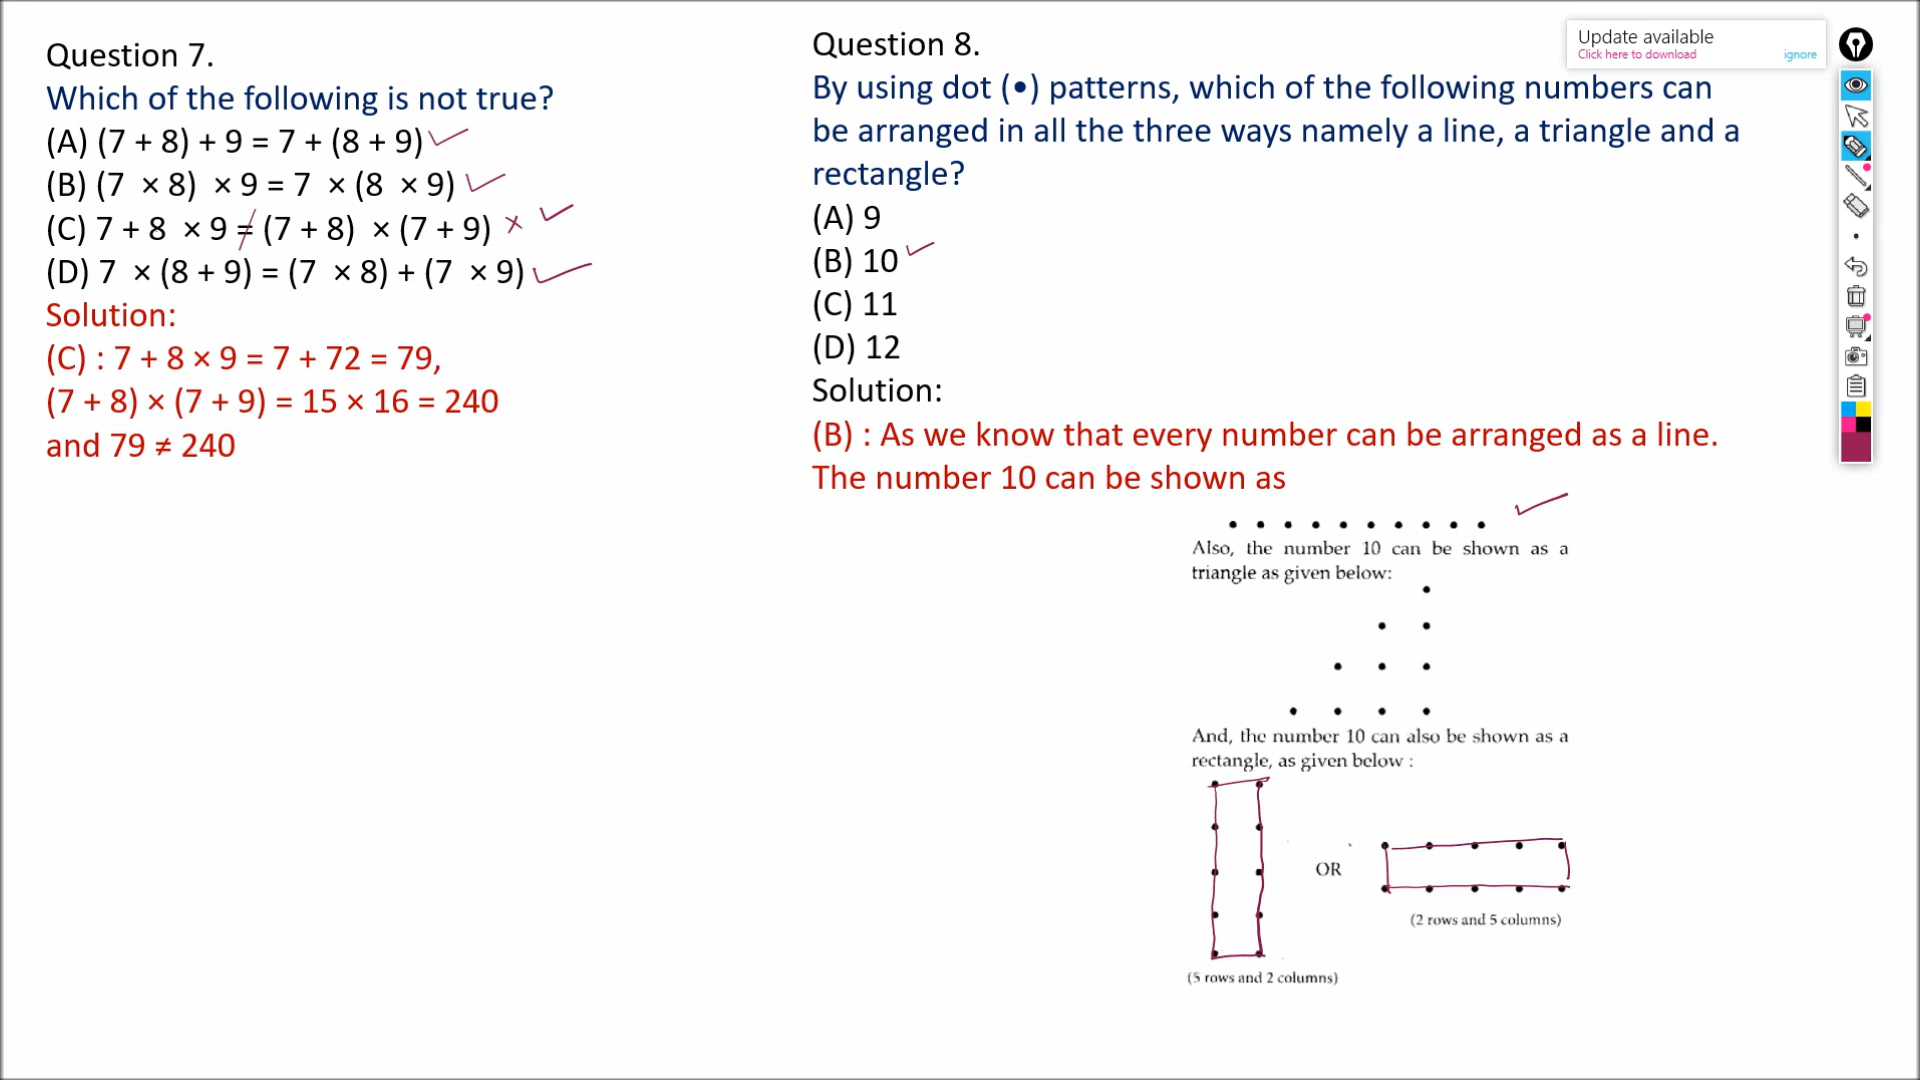 Question 7.
Which of the following is not true?
(A) (7 + 8) + 9 = 7 + (8 + 9)
(B) (7 × 8) × 9 = 7 × (8 × 9)
(C) 7 + 8 × 9 = (7 + 8) × (7 + 9)
(D) 7 × (8 + 9) = (7 × 8) + (7 × 9)
Solution:
(C) : 7 + 8 × 9 = 7 + 72 = 79,
(7 + 8) × (7 + 9) = 15 × 16 = 240
and 79 ≠ 240
Question 8.
By using dot (•) patterns, which of the following numbers can
be arranged in all the three ways namely a line, a triangle and a
rectangle?
(A) 9
(B) 10
(C) 11
(D) 12
Solution:
(B) : As we know that every number can be arranged as a line.
The number 10 can be shown as
Also, the number 10 can be shown as a
triangle as given below:
And, the number 10 can also be shown as a
rectangle, as given below :
OR
(2 rows and 5 columns)
(5 rows and 2 columns)
Update available
Click here to download
ignore